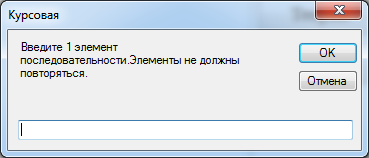 Курсовая
Введите 1 элемент
последовательности.Элементы не должны
повторяться.
OK
Отмена